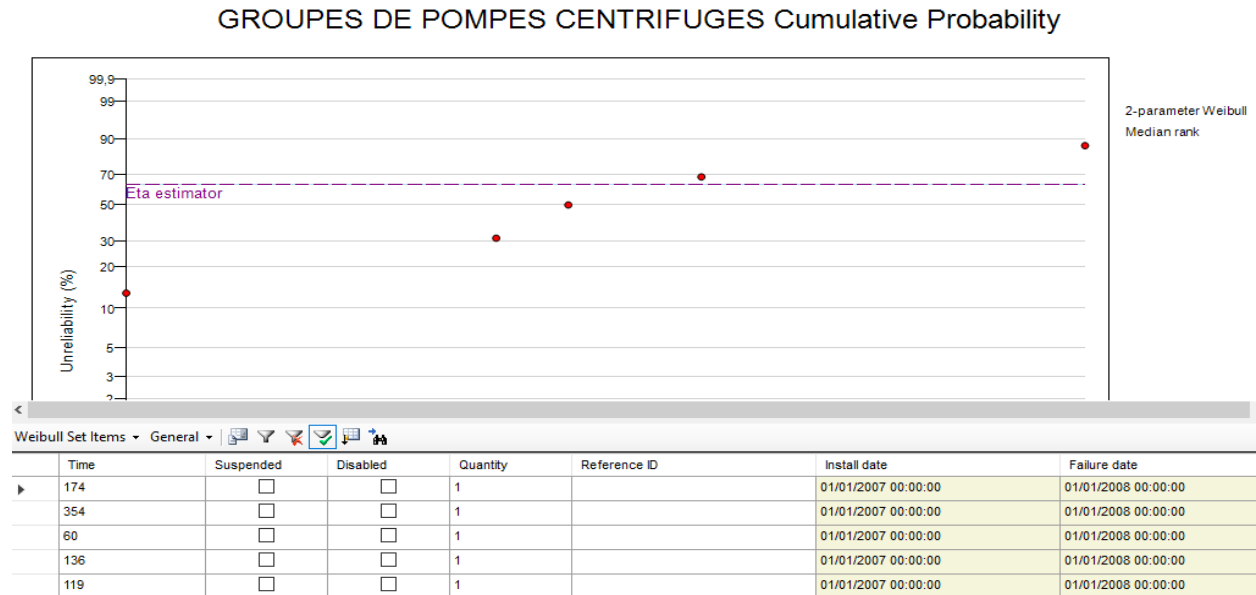 GROUPES DE POMPES CENTRIFUGES Cumulative Probability
2-parameter Weibull
Median rank
Unreliability (%)
99,9
99
90
70
50
30
20
10
5
3
2
Eta estimator
Weibull Set Items General
Time Suspended Disabled Quantity Reference ID Install date Failure date
174 1 01/01/2007 00:00:00 01/01/2008 00:00:00
354 1 01/01/2007 00:00:00 01/01/2008 00:00:00
60 1 01/01/2007 00:00:00 01/01/2008 00:00:00
136 1 01/01/2007 00:00:00 01/01/2008 00:00:00
119 1 01/01/2007 00:00:00 01/01/2008 00:00:00